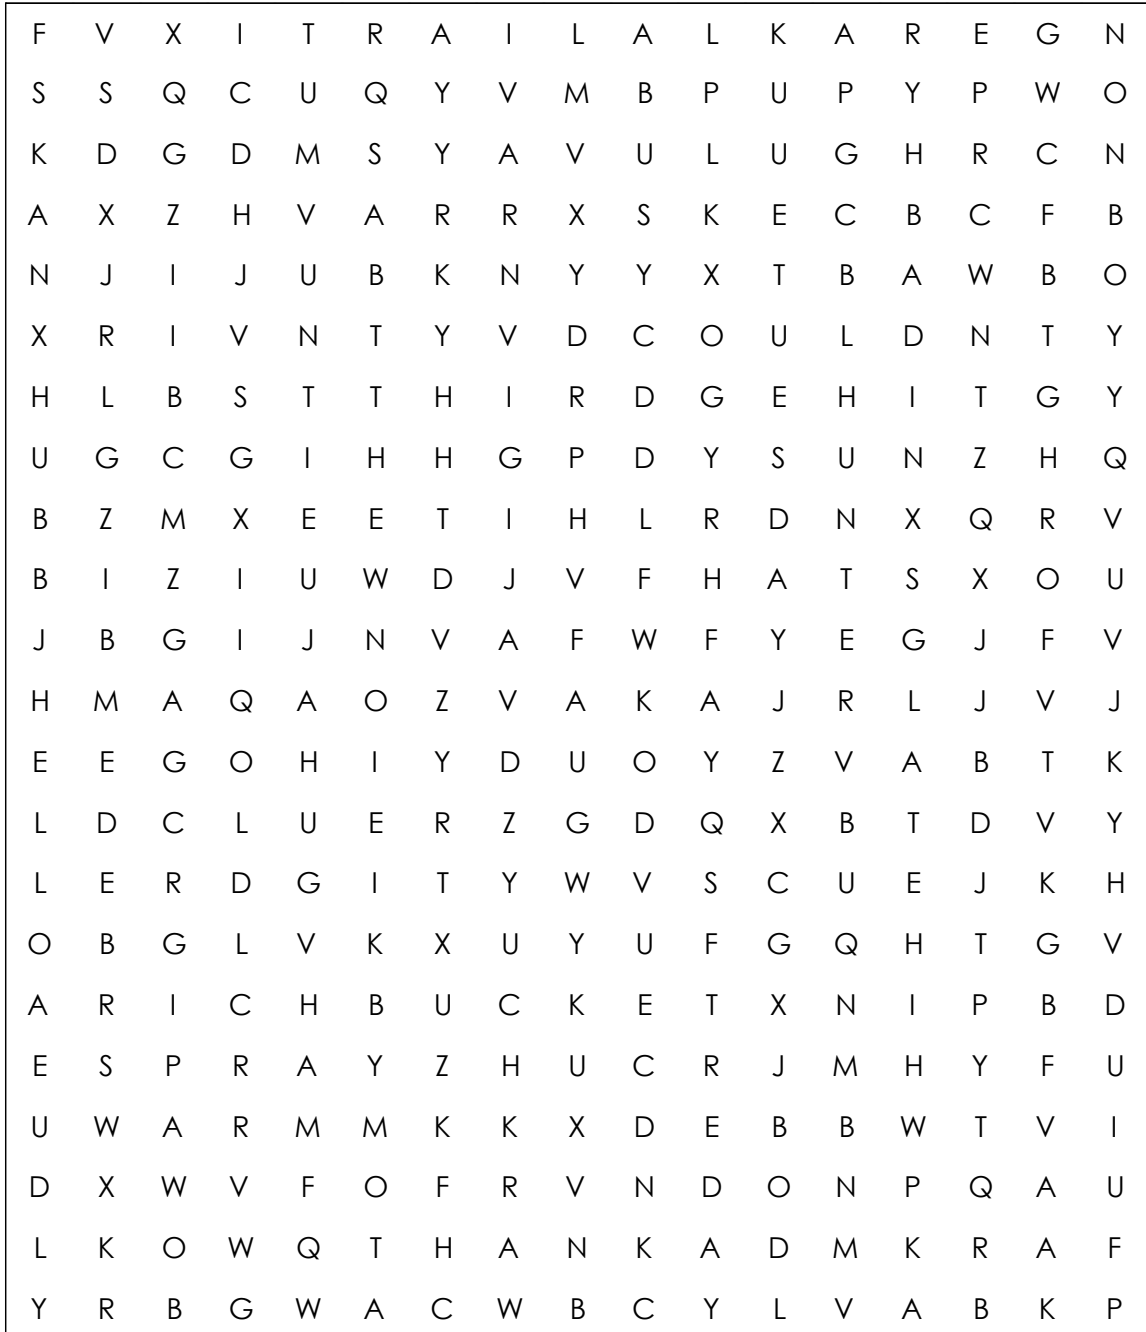 F V X I T R A I L A L K A R E G N
S S Q C U Q Y V M B P U P Y P W O
K D G D M S Y A V U L U G H R C N
A X Z H V A R R X S K E C B C F B
N J I J U B K N Y Y X T B A W B O
X R I V N T Y V D C O U L D N T Y
H L B S T T H I R D G E H I T G Y
U G C G I H H G P D Y S U N Z H Q
B Z M X E E T I H L R D N X Q R V
B I Z I U W D J V F H A T S X O U
J B G I J N V A F W F Y E G J F V
H M A Q A O Z V A K A J R L J V J
E E G O H I Y D U O Y Z V A B T K
L D C L U E R Z G D Q X B T D V Y
L E R D G I T Y W V S C U E J K H
O B G L V K X U Y U F G Q H T G V
A R I C H B U C K E T X N I P B D
E S P R A Y Z H U C R J M H Y F U
U W A R M M K K X D E B B W T V I
D X W V F O F R V N D O N P Q A U
L K O W Q T H A N K A D M K R A F
Y R B G W A C W B C Y L V A B K P